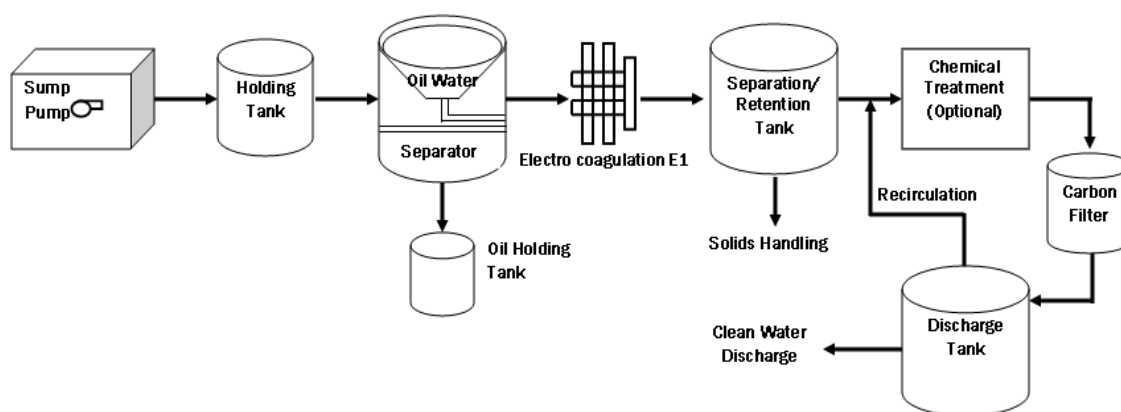 Sump
Pump
Holding
Tank
Oil Water
Separator
Oil Holding
Tank
Electro coagulation E1
Separation/
Retention
Tank
Solids Handling
Chemical
Treatment
(Optional)
Recirculation
Carbon
Filter
Discharge
Tank
Clean Water
Discharge